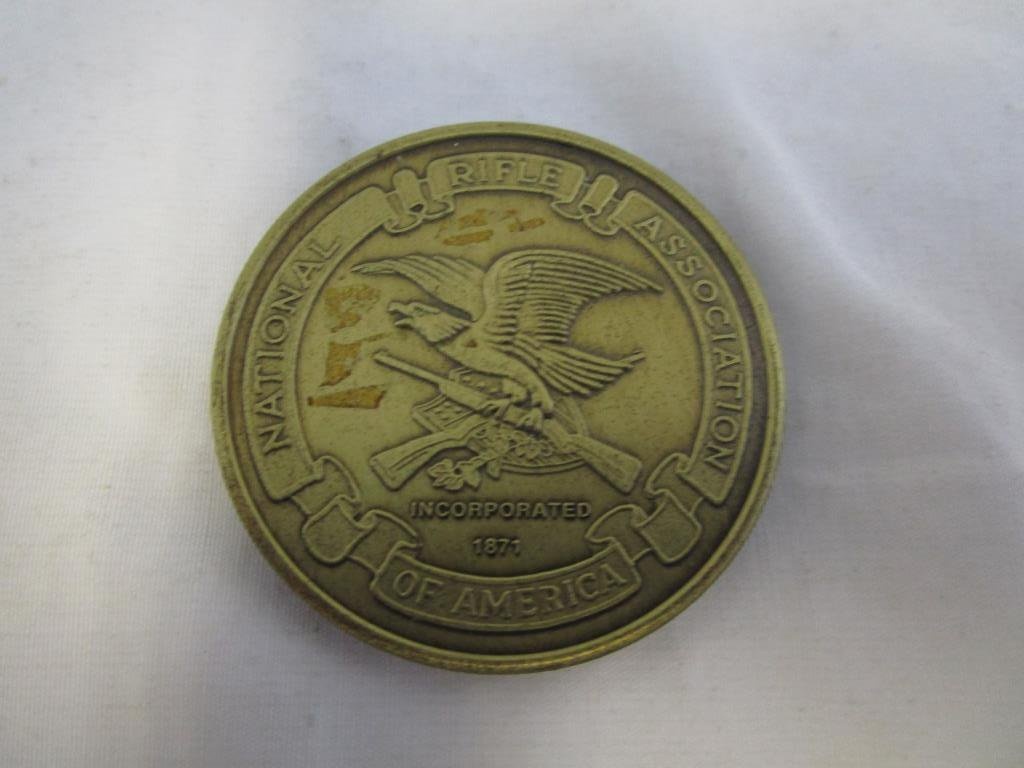 NATIONAL RIFLE ASSOCIATION
INCORPORATED
1871
OF AMERICA